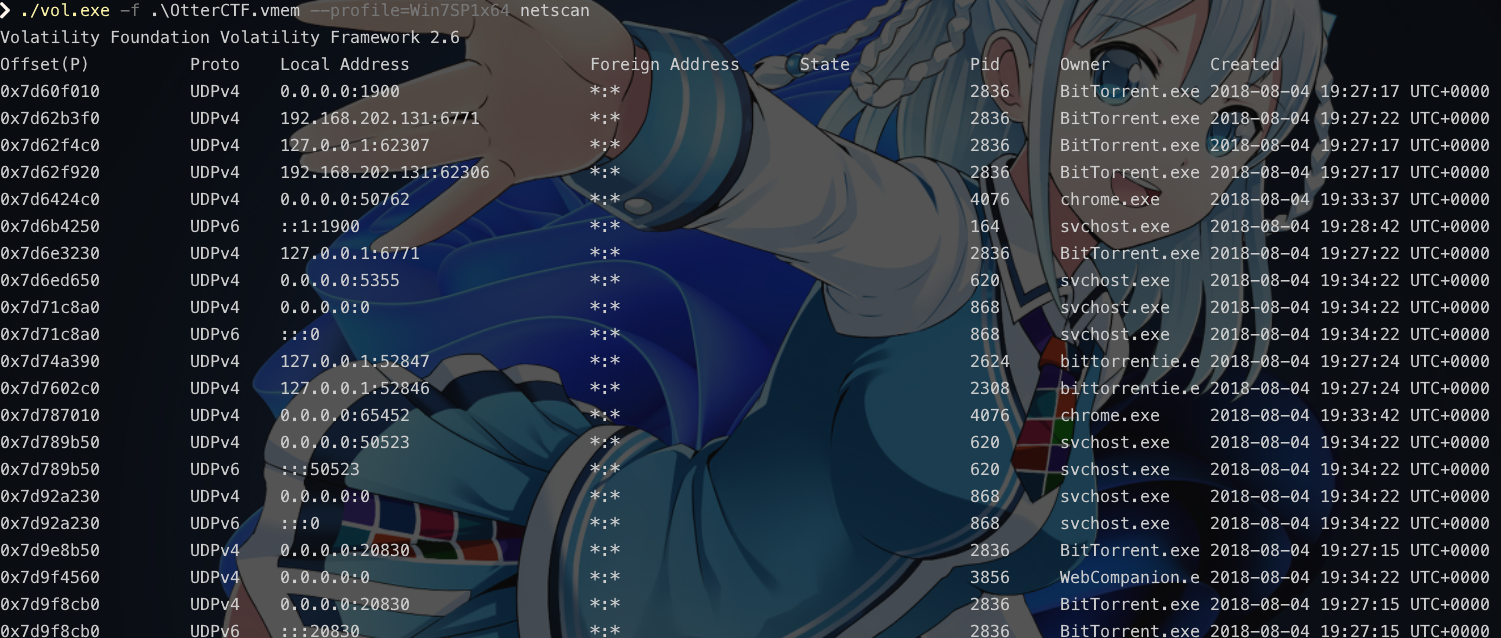 ❯ ./vol.exe -f .\OtterCTF.vmem --profile=Win7SP1x64 netscan
Volatility Foundation Volatility Framework 2.6
Offset(P) Proto Local Address Foreign Address State Pid Owner Created
0x7d60f010 UDPv4 0.0.0.0:1900 *:* 2836 BitTorrent.exe 2018-08-04 19:27:17 UTC+0000
0x7d62b3f0 UDPv4 192.168.202.131:6771 *:* 2836 BitTorrent.exe 2018-08-04 19:27:22 UTC+0000
0x7d62f4c0 UDPv4 127.0.0.1:62307 *:* 2836 BitTorrent.exe 2018-08-04 19:27:17 UTC+0000
0x7d62f920 UDPv4 192.168.202.131:62306 *:* 2836 BitTorrent.exe 2018-08-04 19:27:17 UTC+0000
0x7d6424c0 UDPv4 0.0.0.0:50762 *:* 4076 chrome.exe 2018-08-04 19:33:37 UTC+0000
0x7d6b4250 UDPv6 ::1:1900 *:* 164 svchost.exe 2018-08-04 19:28:42 UTC+0000
0x7d6e3230 UDPv4 127.0.0.1:6771 *:* 2836 BitTorrent.exe 2018-08-04 19:27:22 UTC+0000
0x7d6ed650 UDPv4 0.0.0.0:5355 *:* 620 svchost.exe 2018-08-04 19:34:22 UTC+0000
0x7d71c8a0 UDPv4 0.0.0.0:0 *:* 868 svchost.exe 2018-08-04 19:34:22 UTC+0000
0x7d71c8a0 UDPv6 :::0 *:* 868 svchost.exe 2018-08-04 19:34:22 UTC+0000
0x7d74a390 UDPv4 127.0.0.1:52847 *:* 2624 bittorrentie.e 2018-08-04 19:27:24 UTC+0000
0x7d7602c0 UDPv4 127.0.0.1:52846 *:* 2308 bittorrentie.e 2018-08-04 19:27:24 UTC+0000
0x7d787010 UDPv4 0.0.0.0:65452 *:* 4076 chrome.exe 2018-08-04 19:33:42 UTC+0000
0x7d789b50 UDPv4 0.0.0.0:50523 *:* 620 svchost.exe 2018-08-04 19:34:22 UTC+0000
0x7d789b50 UDPv6 :::50523 *:* 620 svchost.exe 2018-08-04 19:34:22 UTC+0000
0x7d92a230 UDPv4 0.0.0.0:0 *:* 868 svchost.exe 2018-08-04 19:34:22 UTC+0000
0x7d92a230 UDPv6 :::0 *:* 868 svchost.exe 2018-08-04 19:34:22 UTC+0000
0x7d9e8b50 UDPv4 0.0.0.0:20830 *:* 2836 BitTorrent.exe 2018-08-04 19:27:15 UTC+0000
0x7d9f4560 UDPv4 0.0.0.0:0 *:* 3856 WebCompanion.e 2018-08-04 19:34:22 UTC+0000
0x7d9f8cb0 UDPv4 0.0.0.0:20830 *:* 2836 BitTorrent.exe 2018-08-04 19:27:15 UTC+0000
0x7d9f8cb0 UDPv6 :::20830 *:* 2836 BitTorrent.exe 2018-08-04 19:27:15 UTC+0000